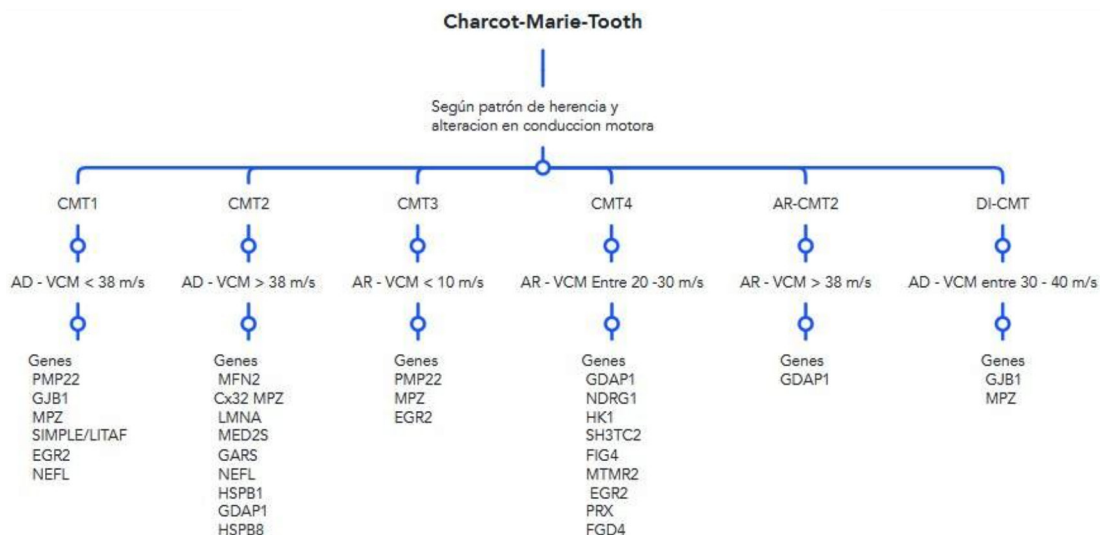 Charcot-Marie-Tooth
Según patrón de herencia y
alteracion en conduccion motora
CMT1
AD - VCM < 38 m/s
Genes
PMP22
GJB1
MPZ
SIMPLE/LITAF
EGR2
NEFL
CMT2
AD - VCM > 38 m/s
Genes
MFN2
Cx32 MPZ
LMNA
MED2S
GARS
NEFL
HSPB1
GDAP1
HSPB8
CMT3
AR - VCM < 10 m/s
Genes
PMP22
MPZ
EGR2
CMT4
AR - VCM Entre 20 -30 m/s
Genes
GDAP1
NDRG1
HK1
SH3TC2
FIG4
MTMR2
EGR2
PRX
FGD4
AR-CMT2
AR - VCM > 38 m/s
Genes
GDAP1
DI-CMT
AD - VCM entre 30 - 40 m/s
Genes
GJB1
MPZ